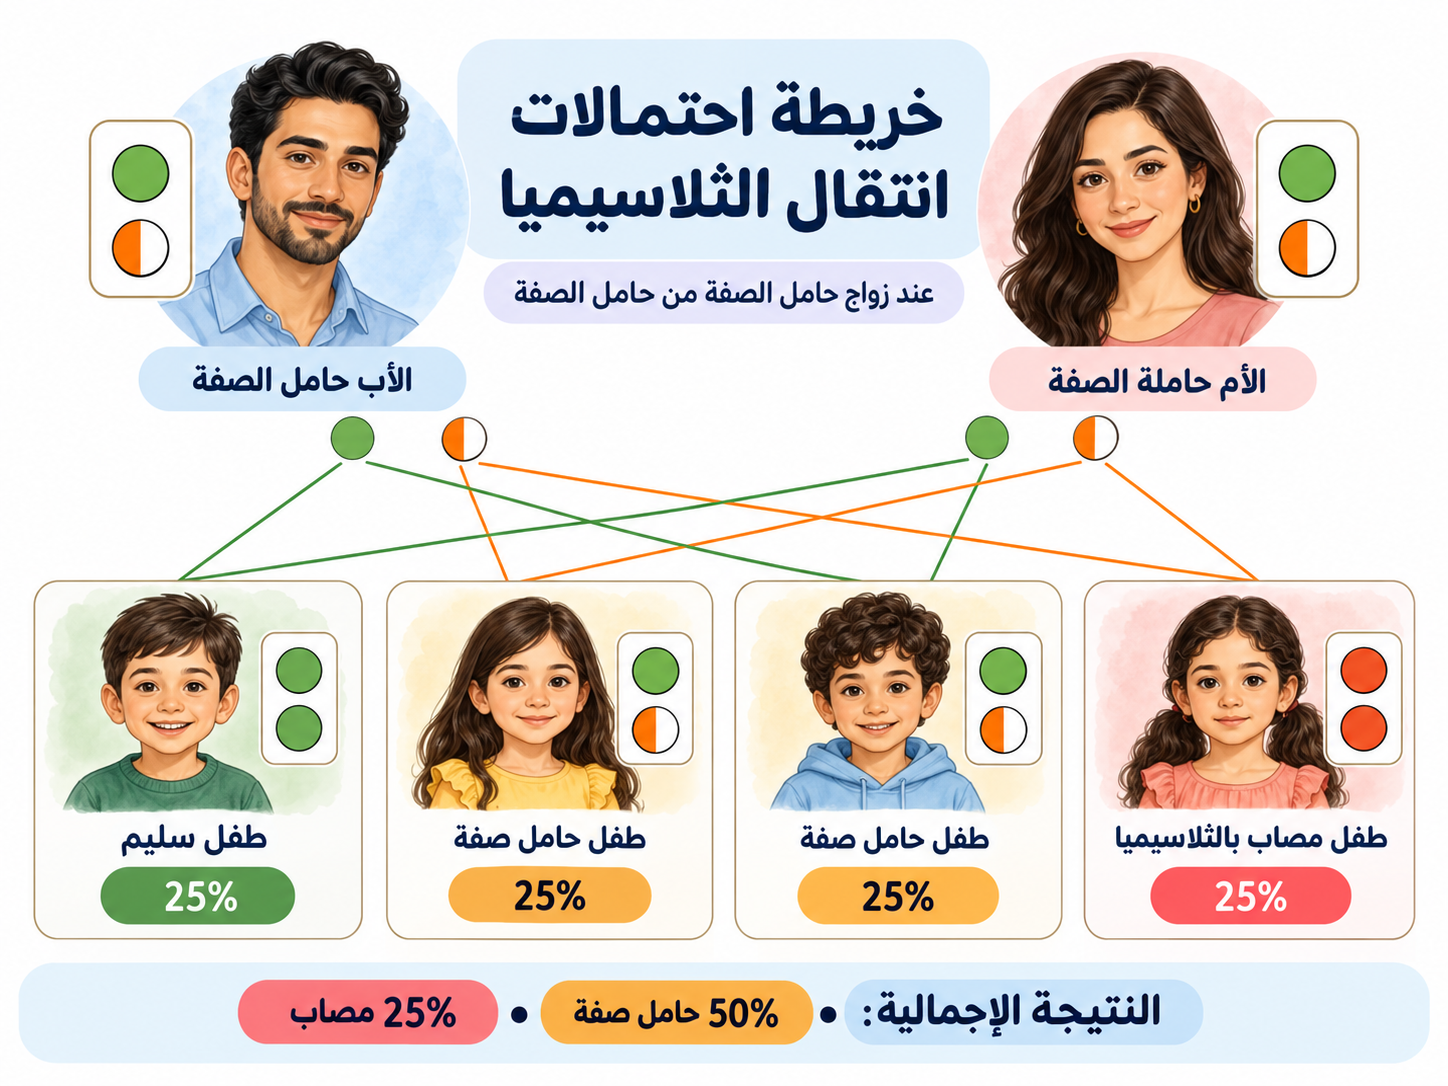 خريطة احتمالات
انتقال الثلاسيميا
عند زواج حامل الصفة من حامل الصفة
الأم حاملة الصفة
الأب حامل الصفة
طفل مصاب بالثلاسيميا
25%
طفل حامل صفة
25%
طفل حامل صفة
25%
طفل سليم
25%
النتيجة الإجمالية: • 50% حامل صفة • 25% مصاب